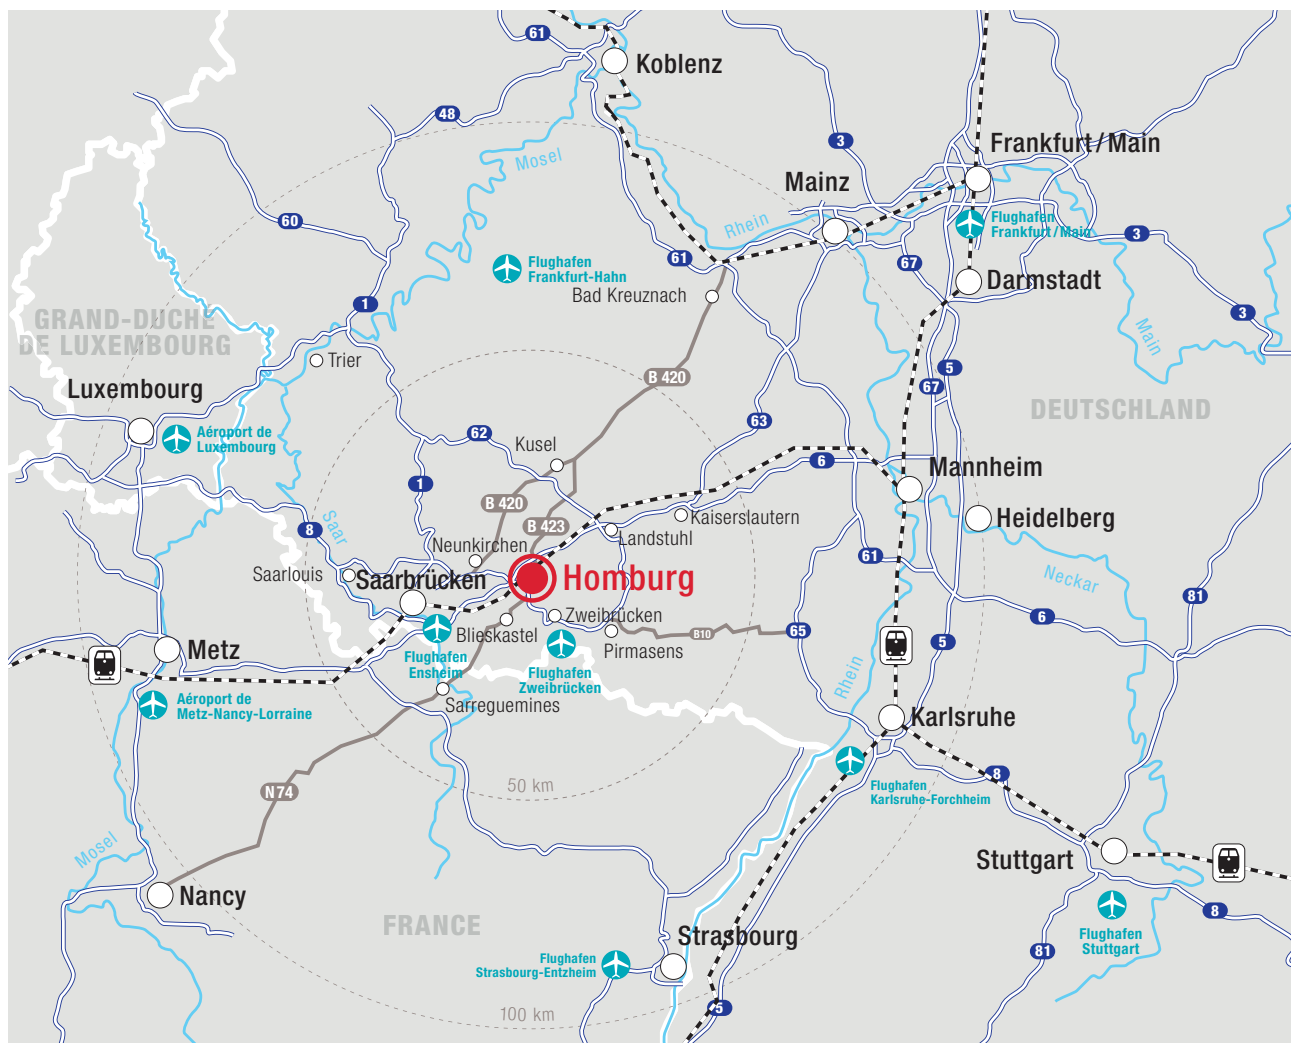 61
Koblenz
48
3
Frankfurt/Main
Mosel
Mainz
60
Rhein
Flughafen
Frankfurt/Main
3
61
67
Flughafen
Frankfurt-Hahn
Bad Kreuznach
Darmstadt
1
3
GRAND-DUCHÉ
DE LUXEMBOURG
Main
Trier
5
B 420
67
Luxembourg
DEUTSCHLAND
63
Aéroport de
Luxembourg
62
Kusel
6
Mannheim
1
B 420
Kaiserslautern
Heidelberg
8
Saar
B 423
Landstuhl
Neunkirchen
61
Saarlouis
Saarbrücken
Homburg
Neckar
81
6
Zweibrücken
Blieskastel
B10
65
Pirmasens
5
Metz
Flughafen
Ensheim
Flughafen
Zweibrücken
Rhein
Aéroport de
Metz-Nancy-Lorraine
Sarreguemines
Karlsruhe
8
50 km
Flughafen
Karlsruhe-Forchheim
N 74
Mosel
Stuttgart
Nancy
8
FRANCE
Strasbourg
Flughafen
Stuttgart
81
Flughafen
Strasbourg-Entzheim
5
100 km